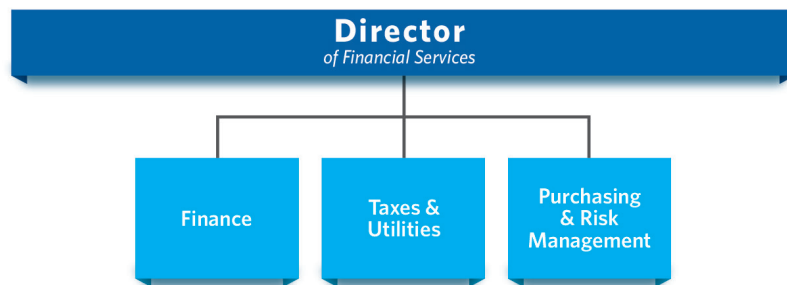 Director
of Financial Services
Finance
Taxes &
Utilities
Purchasing
& Risk
Management